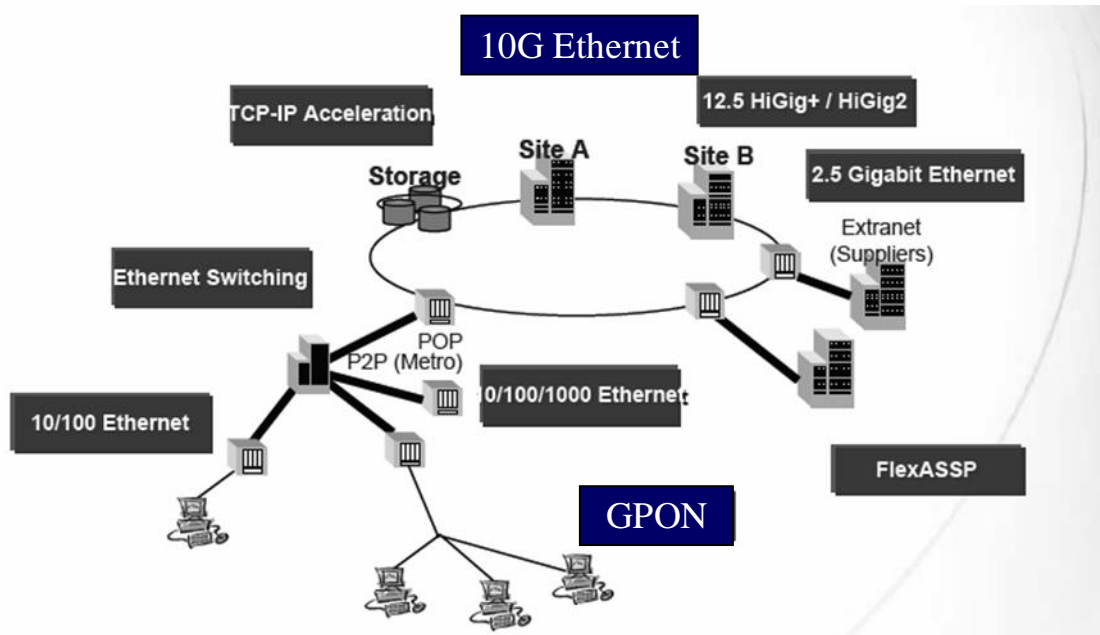 10G Ethernet
12.5 HiGig+ / HiGig2
TCP-IP Acceleration
Site A
Site B
2.5 Gigabit Ethernet
Storage
Extranet
(Suppliers)
Ethernet Switching
POP
P2P (Metro)
10/100/1000 Ethernet
10/100 Ethernet
FlexASSP
GPON